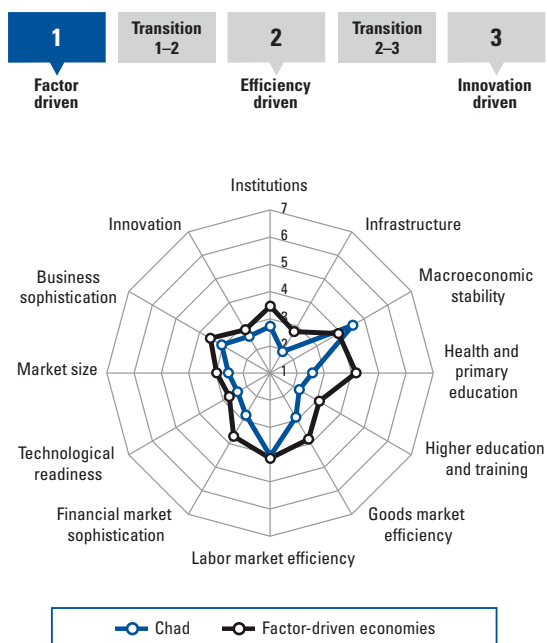 1
Transition
1–2
2
Transition
2–3
3
Factor
driven
Efficiency
driven
Innovation
driven
Institutions
7
Innovation
Infrastructure
6
5
Business
sophistication
Macroeconomic
stability
4
3
Market size
2
1
Health and
primary
education
Technological
readiness
Higher education
and training
Financial market
sophistication
Goods market
efficiency
Labor market efficiency
Chad
Factor-driven economies